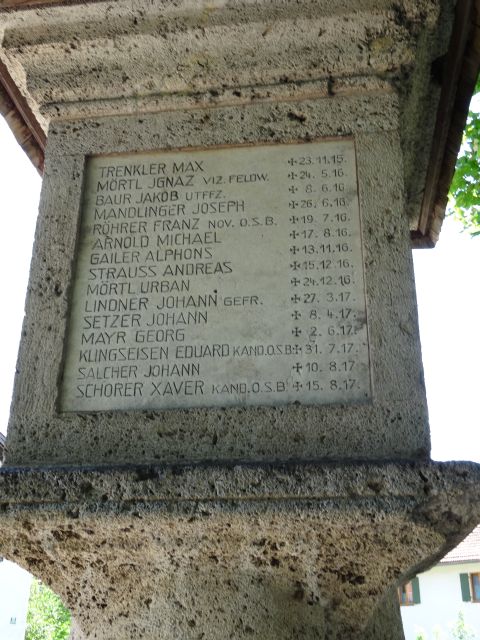 TRENKLER MAX ✠ 23.11.15.
MÖRTL JGNAZ VIZ. FELDW. ✠ 24. 5.16.
BAUR JAKOB UTFFZ. ✠ 8. 6.16.
MANDLINGER JOSEPH ✠ 26. 6.16.
RÖHRER FRANZ NOV. O.S.B. ✠ 19. 7.16.
ARNOLD MICHAEL ✠ 17. 8.16.
GAILER ALPHONS ✠ 13.11.16.
STRAUSS ANDREAS ✠ 15.12.16.
MÖRTL URBAN ✠ 24.12.16.
LINDNER JOHANN GEFR. ✠ 27. 3.17.
SETZER JOHANN ✠ 8. 4.17.
MAYR GEORG ✠ 2. 6.17.
KLINGSEISEN EDUARD KAND.O.S.B. ✠ 31. 7.17.
SALCHER JOHANN ✠ 10. 8.17.
SCHORER XAVER KAND. O.S.B. ✠ 15. 8.17.